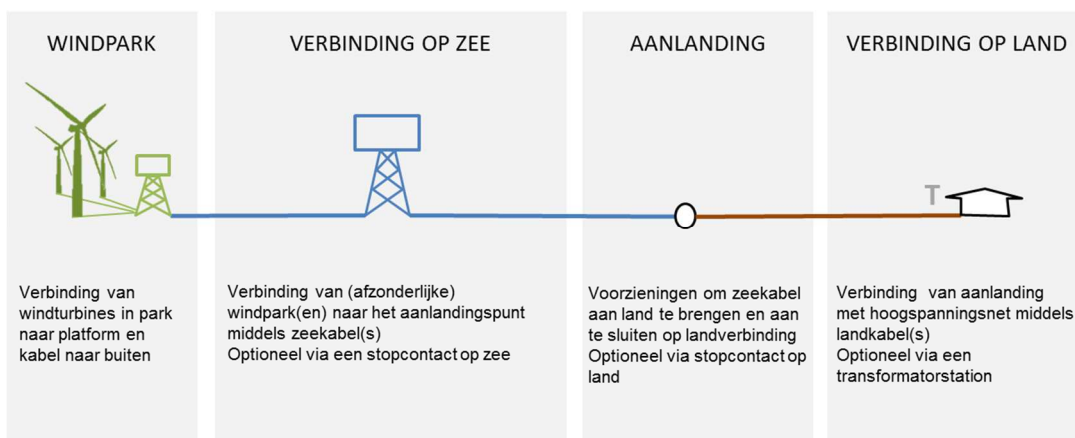 WINDPARK
Verbinding van
windturbines in park
naar platform en
kabel naar buiten
VERBINDING OP ZEE
Verbinding van (afzonderlijke)
windpark(en) naar het aanlandingspunt
middels zeekabel(s)
Optioneel via een stopcontact op zee
AANLANDING
Voorzieningen om zeekabel
aan land te brengen en aan
te sluiten op landverbinding
Optioneel via stopcontact op
land
VERBINDING OP LAND
T
Verbinding van aanlanding
met hoogspanningsnet middels
landkabel(s)
Optioneel via een
transformatorstation